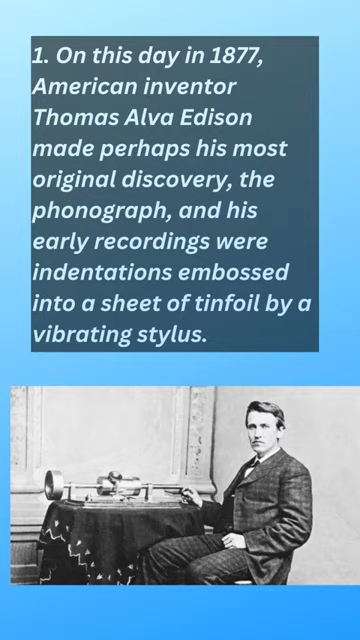 1. On this day in 1877,
American inventor
Thomas Alva Edison
made perhaps his most
original discovery, the
phonograph, and his
early recordings were
indentations embossed
into a sheet of tinfoil by a
vibrating stylus.